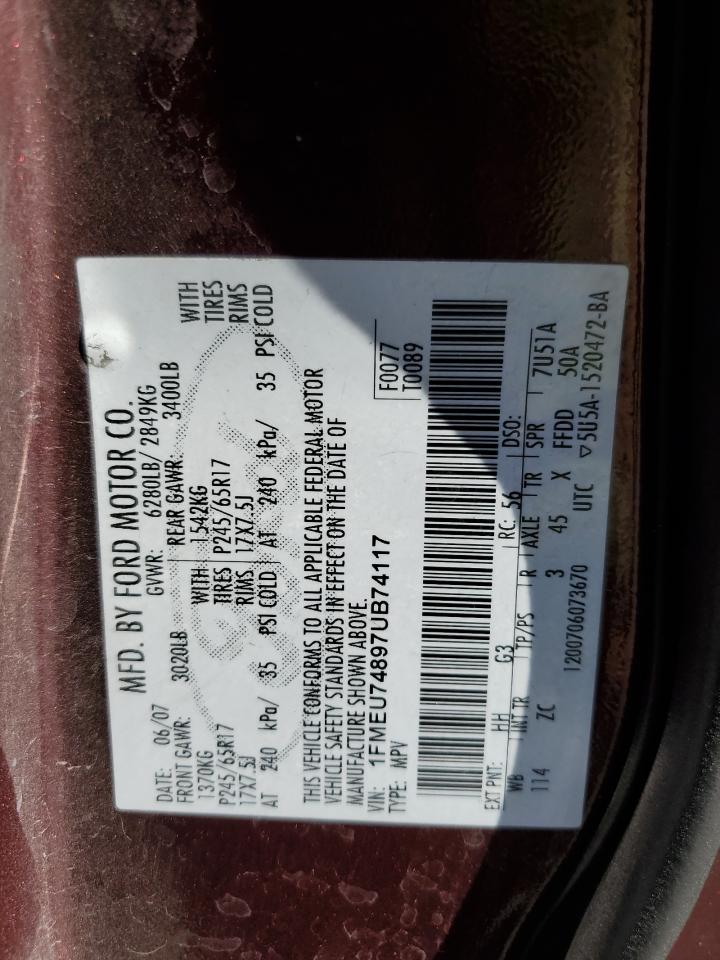 MFD. BY FORD MOTOR CO.
DATE: 06/07 GVWR: 6280LB/ 2849KG
FRONT GAWR: 3020LB REAR GAWR: 3400LB
1370KG WITH 1542KG WITH
P245/65R17 TIRES P245/65R17 TIRES
17X7.5J RIMS 17X7.5J RIMS
AT 240 kPa/ 35 PSI COLD AT 240 kPa/ 35 PSI COLD
THIS VEHICLE CONFORMS TO ALL APPLICABLE FEDERAL MOTOR
VEHICLE SAFETY STANDARDS IN EFFECT ON THE DATE OF
MANUFACTURE SHOWN ABOVE.
VIN: 1FMEU74897UB74117 F0077
TYPE: MPV T0089
EXT PNT: HH G3 RC: 56 DSO:
WB INT TR TP/PS R AXLE TR SPR 7U51A
114 ZC 3 45 X FFDD 50A
1200706073670 UTC ▽5U5A-1520472-BA